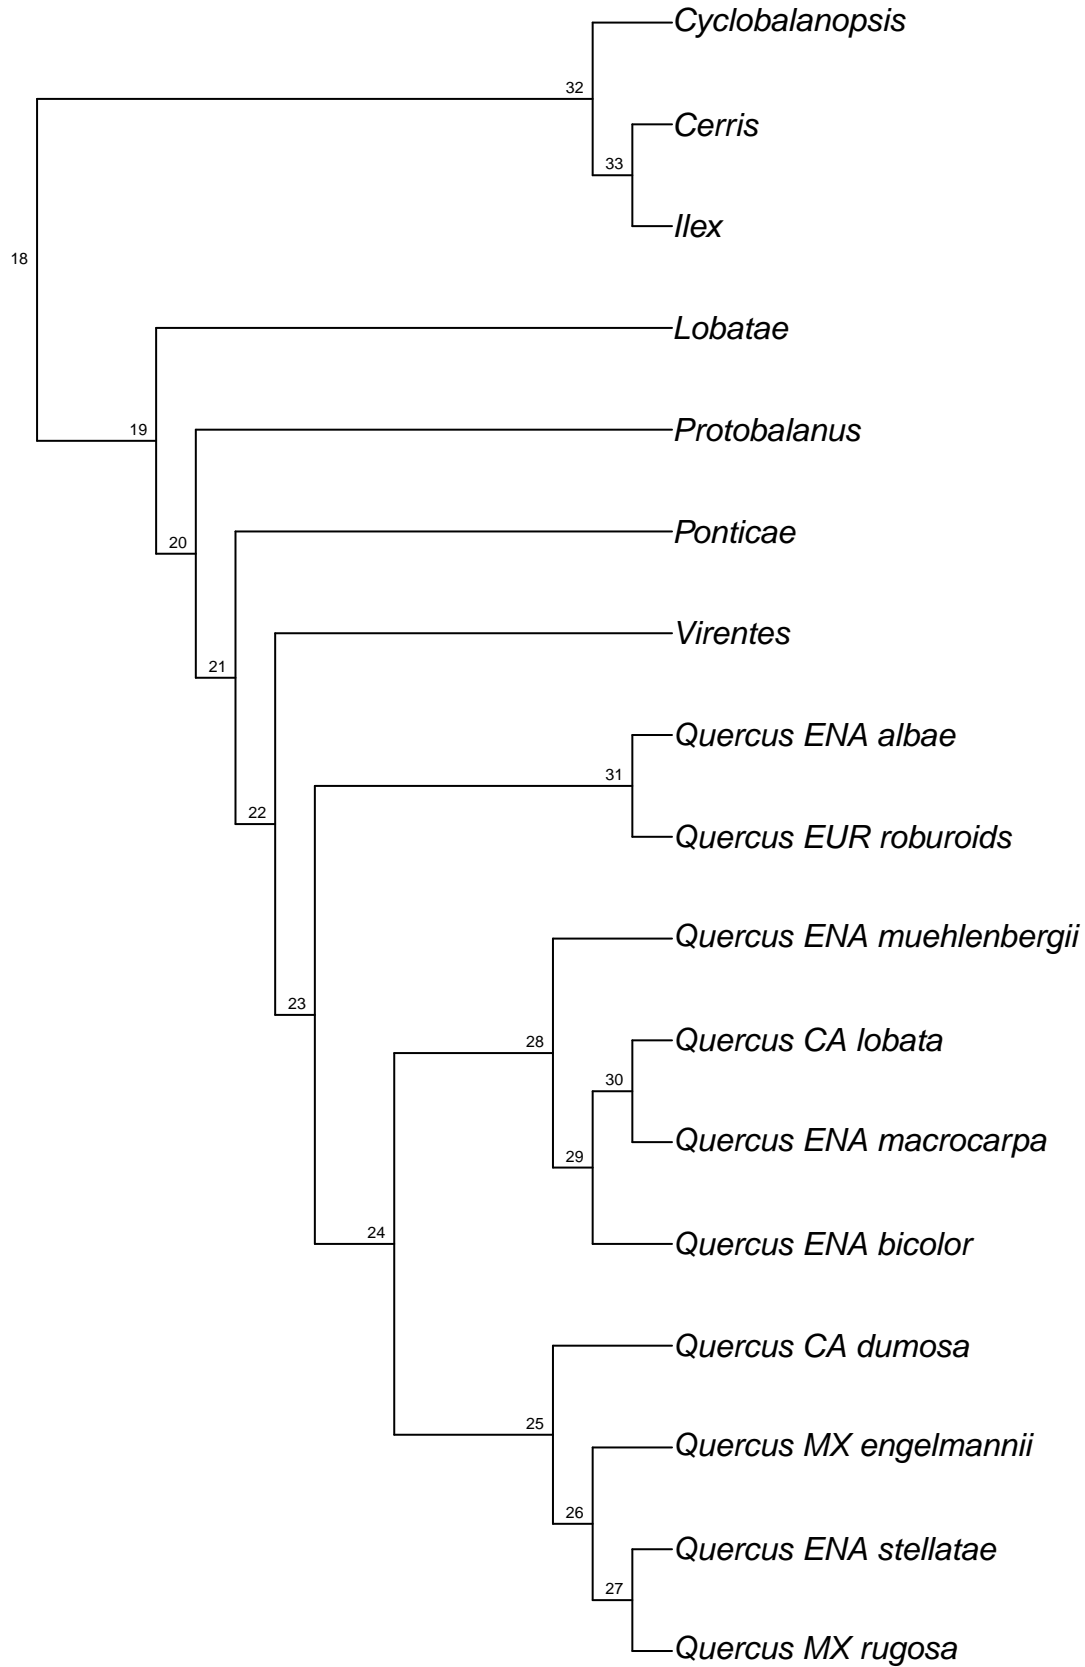 Cyclobalanopsis
32
Cerris
33
Ilex
18
Lobatae
19
Protobalanus
20
Ponticae
21
Virentes
22
Quercus ENA albae
31
Quercus EUR roburoids
Quercus ENA muehlenbergii
23
28
Quercus CA lobata
30
Quercus ENA macrocarpa
29
24
Quercus ENA bicolor
Quercus CA dumosa
25
Quercus MX engelmannii
26
Quercus ENA stellatae
27
Quercus MX rugosa